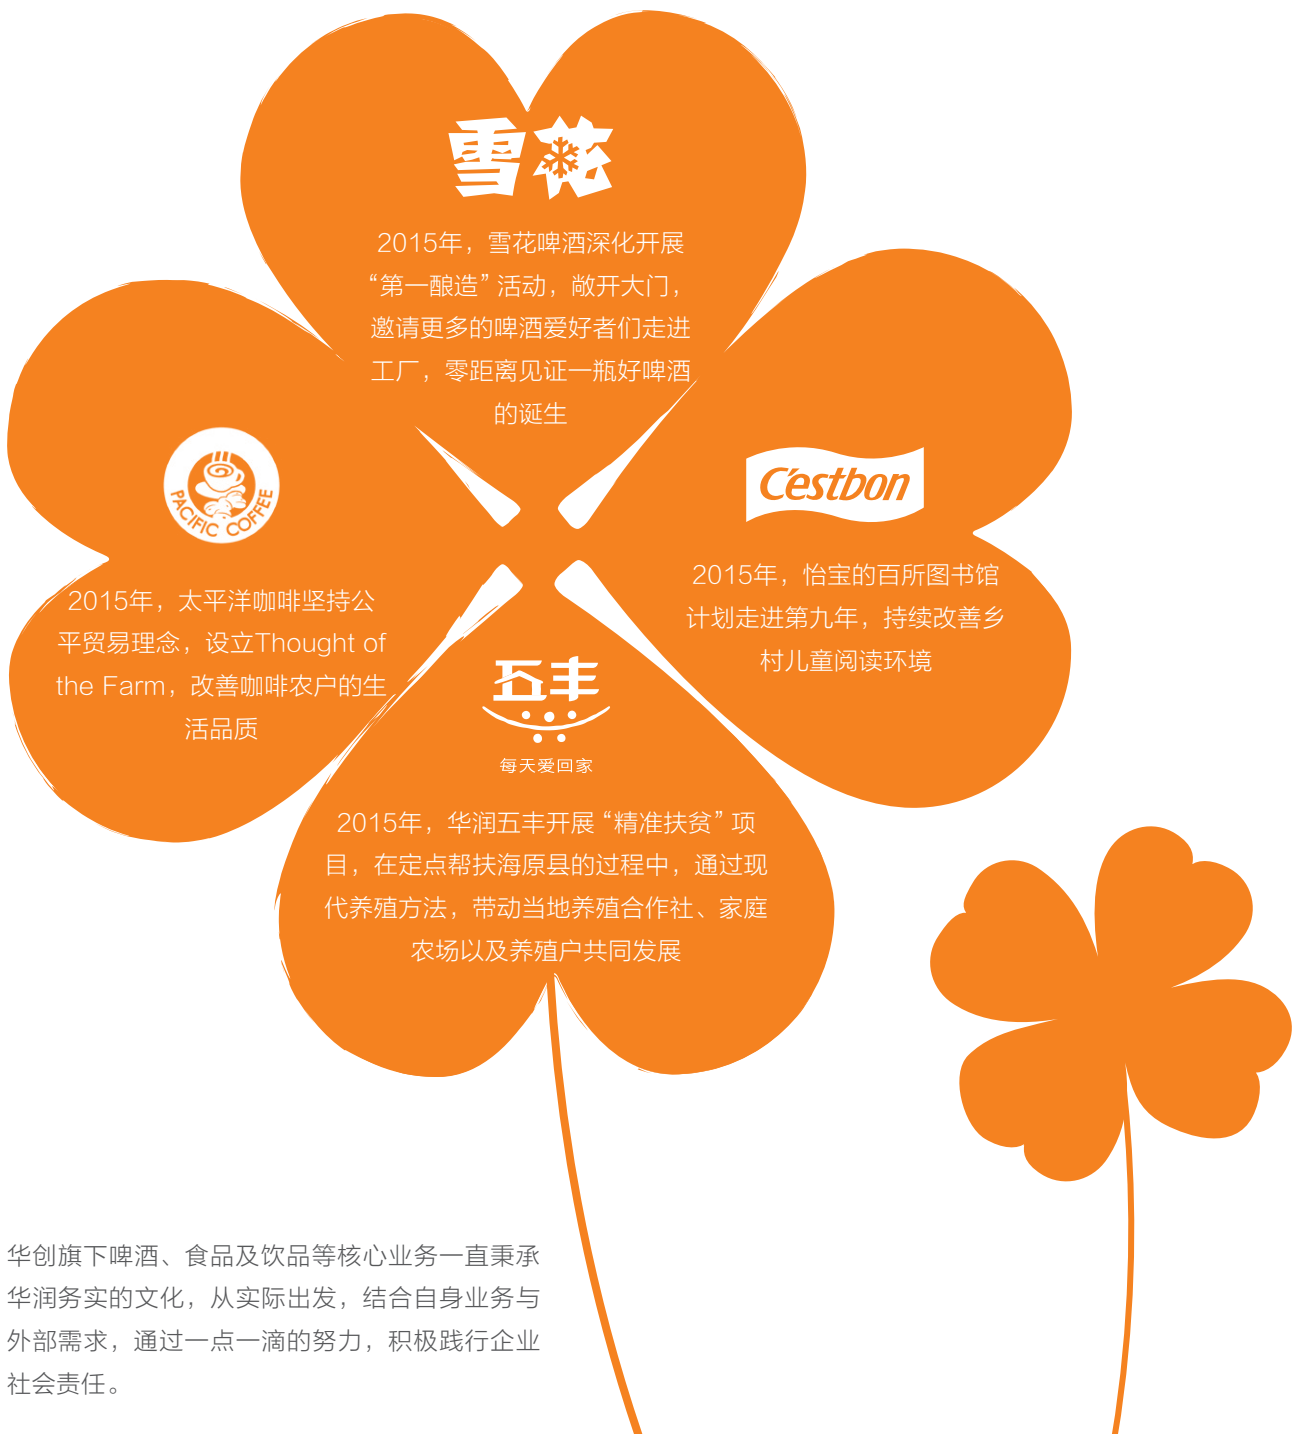 雪花
2015年，雪花啤酒深化开展
“第一酿造”活动，敞开大门，
邀请更多的啤酒爱好者们走进
工厂，零距离见证一瓶好啤酒
的诞生
PACIFIC COFFEE
2015年，太平洋咖啡坚持公
平贸易理念，设立Thought of
the Farm，改善咖啡农户的生
活品质
C'estbon
2015年，怡宝的百所图书馆
计划走进第九年，持续改善乡
村儿童阅读环境
五丰
每天爱回家
2015年，华润五丰开展“精准扶贫”项
目，在定点帮扶海原县的过程中，通过现
代养殖方法，带动当地养殖合作社、家庭
农场以及养殖户共同发展
华创旗下啤酒、食品及饮品等核心业务一直秉承
华润务实的文化，从实际出发，结合自身业务与
外部需求，通过一点一滴的努力，积极践行企业
社会责任。